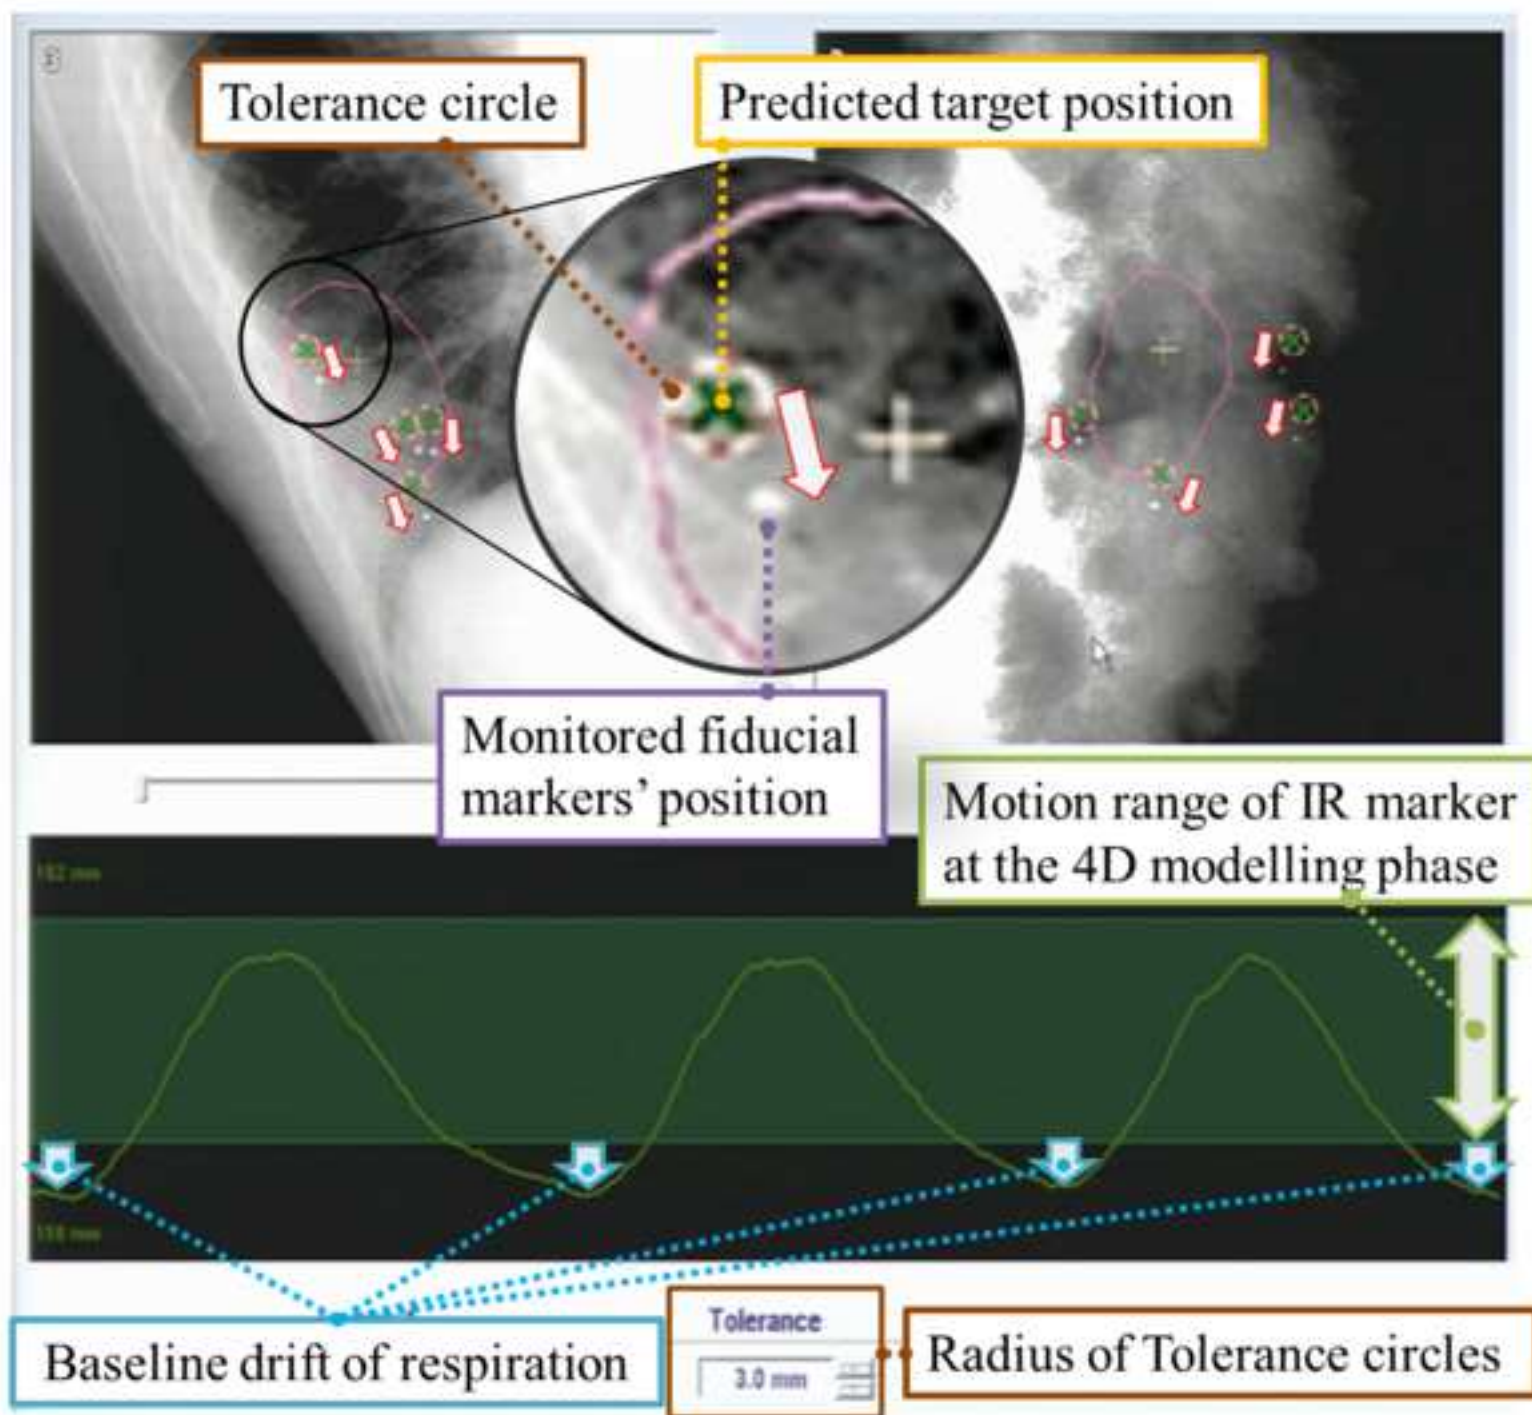 Tolerance circle
Predicted target position
Monitored fiducial
markers' position
Motion range of IR marker
at the 4D modelling phase
Baseline drift of respiration
Tolerance
3.0 mm
Radius of Tolerance circles